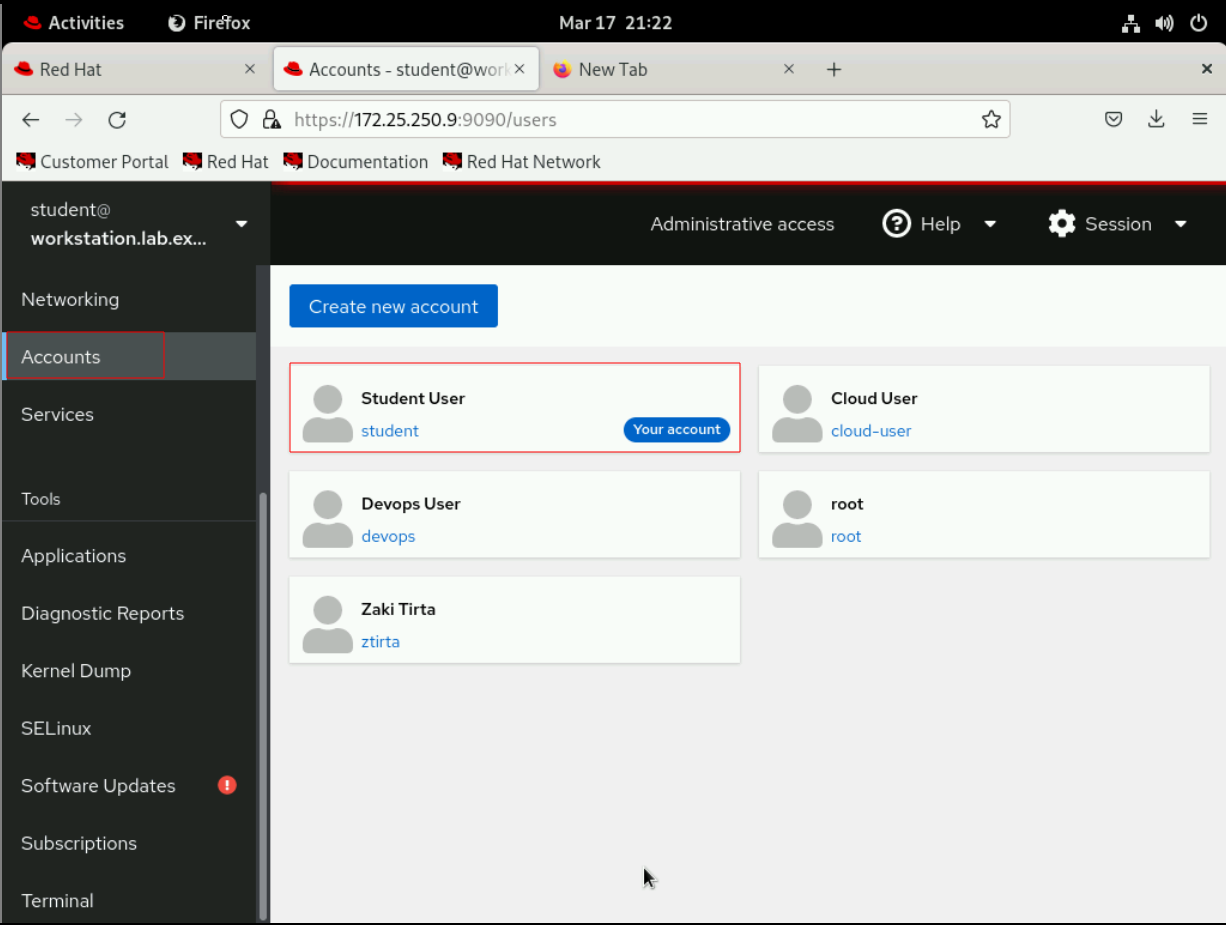 Activities Firefox Mar 17 21:22
Red Hat Accounts - student@work New Tab
https://172.25.250.9:9090/users
Customer Portal Red Hat Documentation Red Hat Network
student@
workstation.lab.ex...
Administrative access Help Session
Networking
Accounts
Services
Tools
Applications
Diagnostic Reports
Kernel Dump
SELinux
Software Updates
Subscriptions
Terminal
Create new account
Student User
student
Your account
Cloud User
cloud-user
Devops User
devops
root
root
Zaki Tirta
ztirta